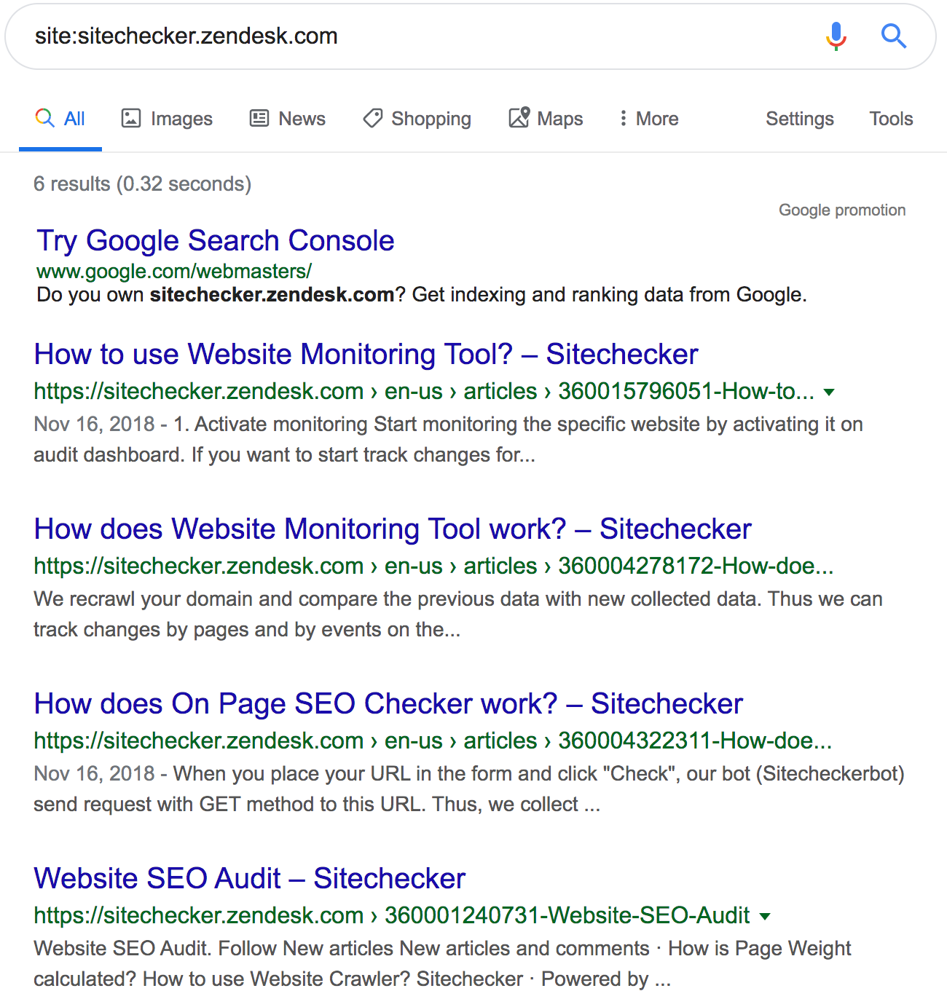 site:sitechecker.zendesk.com
All Images News Shopping Maps More Settings Tools
6 results (0.32 seconds)
Google promotion
Try Google Search Console
www.google.com/webmasters/
Do you own sitechecker.zendesk.com? Get indexing and ranking data from Google.
How to use Website Monitoring Tool? – Sitechecker
https://sitechecker.zendesk.com › en-us › articles › 360015796051-How-to...
Nov 16, 2018 - 1. Activate monitoring Start monitoring the specific website by activating it on
audit dashboard. If you want to start track changes for...
How does Website Monitoring Tool work? – Sitechecker
https://sitechecker.zendesk.com › en-us › articles › 360004278172-How-doe...
We recrawl your domain and compare the previous data with new collected data. Thus we can
track changes by pages and by events on the...
How does On Page SEO Checker work? – Sitechecker
https://sitechecker.zendesk.com › en-us › articles › 360004322311-How-doe...
Nov 16, 2018 - When you place your URL in the form and click "Check", our bot (Sitecheckerbot)
send request with GET method to this URL. Thus, we collect ...
Website SEO Audit – Sitechecker
https://sitechecker.zendesk.com › 360001240731-Website-SEO-Audit
Website SEO Audit. Follow New articles New articles and comments · How is Page Weight
calculated? How to use Website Crawler? Sitechecker · Powered by ...